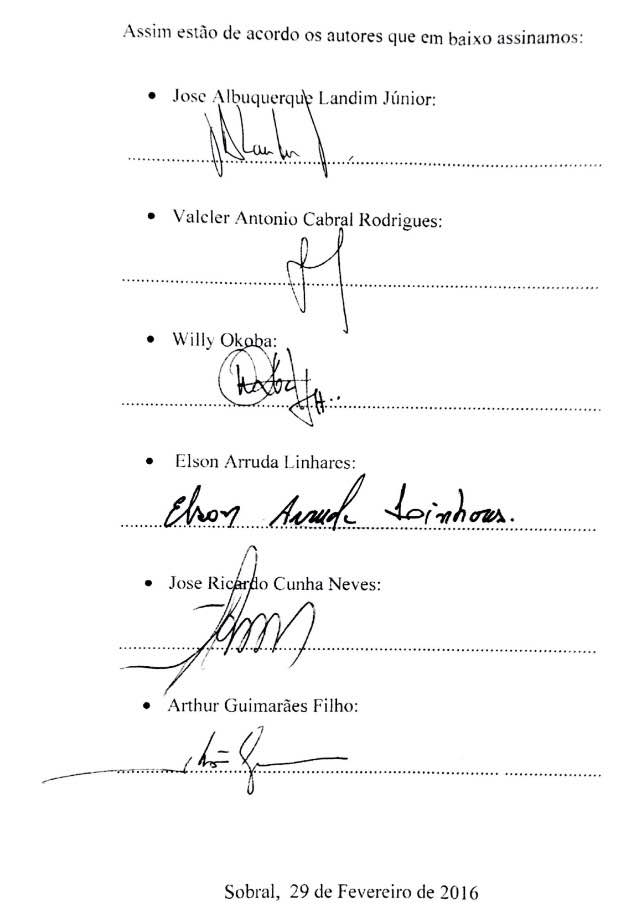 Assim estão de acordo os autores que em baixo assinamos:
• Jose Albuquerque Landim Júnior:
• Valcler Antonio Cabral Rodrigues:
• Willy Okoba:
• Elson Arruda Linhares:
Elson Arruda Linhares.
• Jose Ricardo Cunha Neves:
• Arthur Guimarães Filho:
Sobral, 29 de Fevereiro de 2016